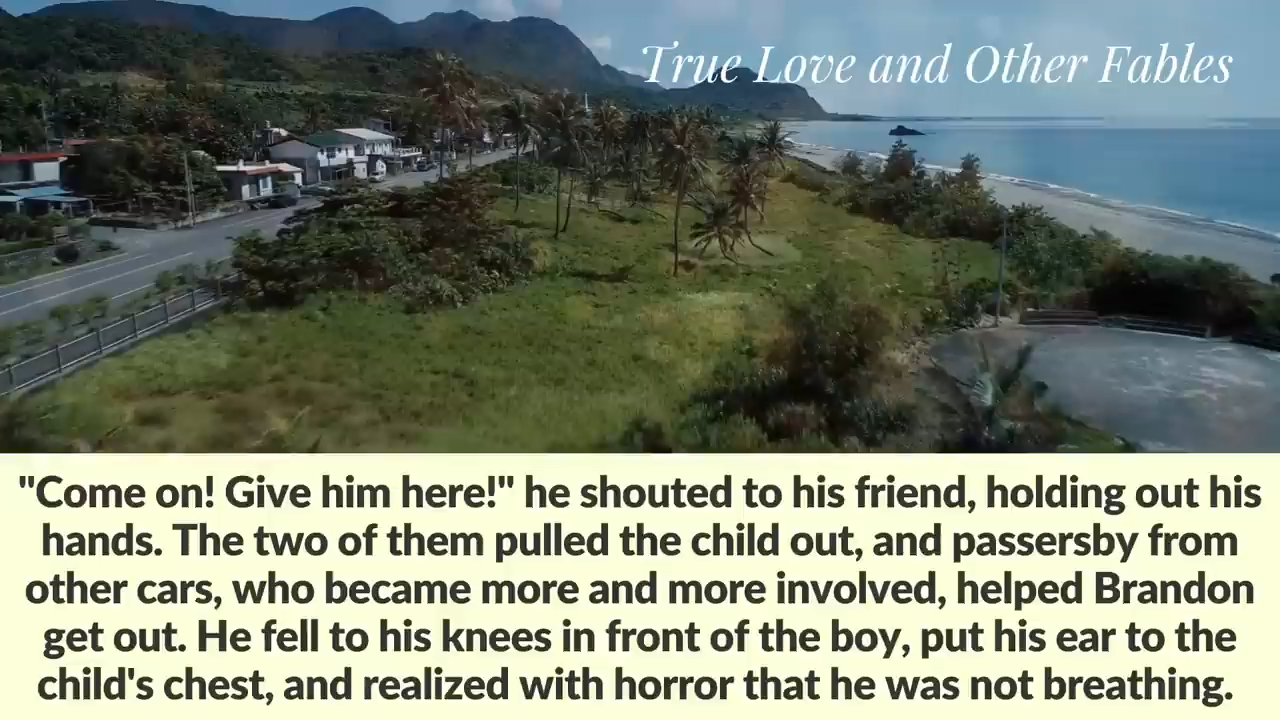 True Love and Other Fables
"Come on! Give him here!" he shouted to his friend, holding out his
hands. The two of them pulled the child out, and passersby from
other cars, who became more and more involved, helped Brandon
get out. He fell to his knees in front of the boy, put his ear to the
child's chest, and realized with horror that he was not breathing.